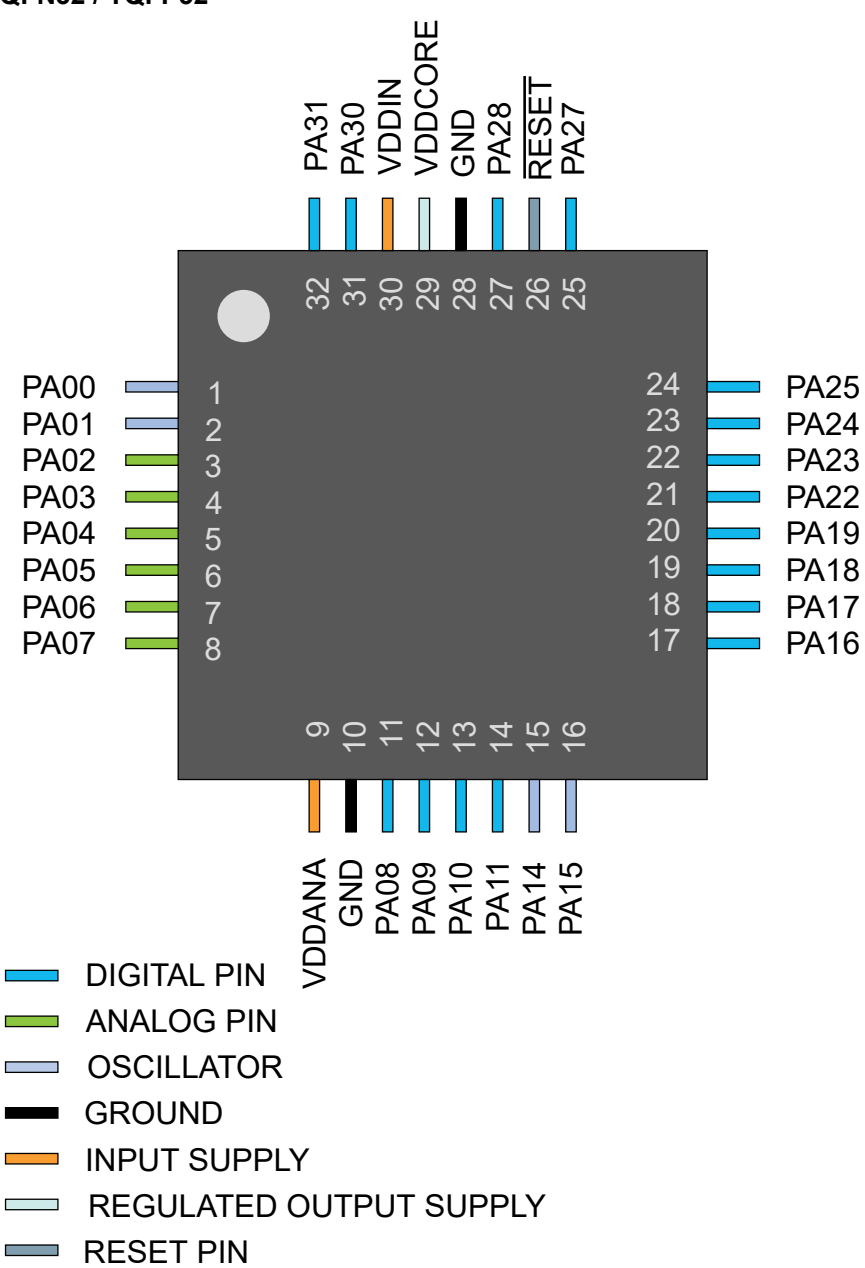 PA31
PA30
VDDIN
VDDCORE
GND
PA28
RESET
PA27
32
31
30
29
28
27
26
25
PA00 1
PA01 2
PA02 3
PA03 4
PA04 5
PA05 6
PA06 7
PA07 8
24 PA25
23 PA24
22 PA23
21 PA22
20 PA19
19 PA18
18 PA17
17 PA16
9
10
11
12
13
14
15
16
VDDANA
GND
PA08
PA09
PA10
PA11
PA14
PA15
DIGITAL PIN
ANALOG PIN
OSCILLATOR
GROUND
INPUT SUPPLY
REGULATED OUTPUT SUPPLY
RESET PIN